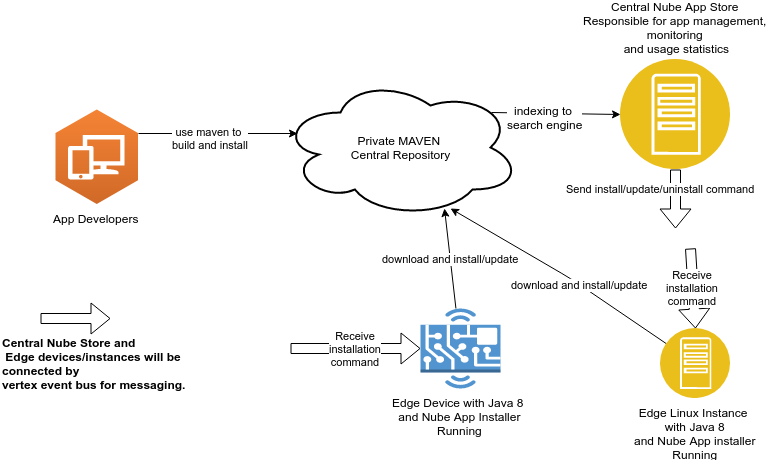 Central Nube App Store
Responsible for app management,
monitoring
and usage statistics
use maven to
build and install
Private MAVEN
Central Repository
indexing to
search engine
App Developers
Send install/update/uninstall command
download and install/update
download and install/update
Receive
installation
command
Central Nube Store and
Edge devices/instances will be
connected by
vertex event bus for messaging.
Receive
installation
command
Edge Device with Java 8
and Nube App Installer
Running
Edge Linux Instance
with Java 8
and Nube App installer
Running